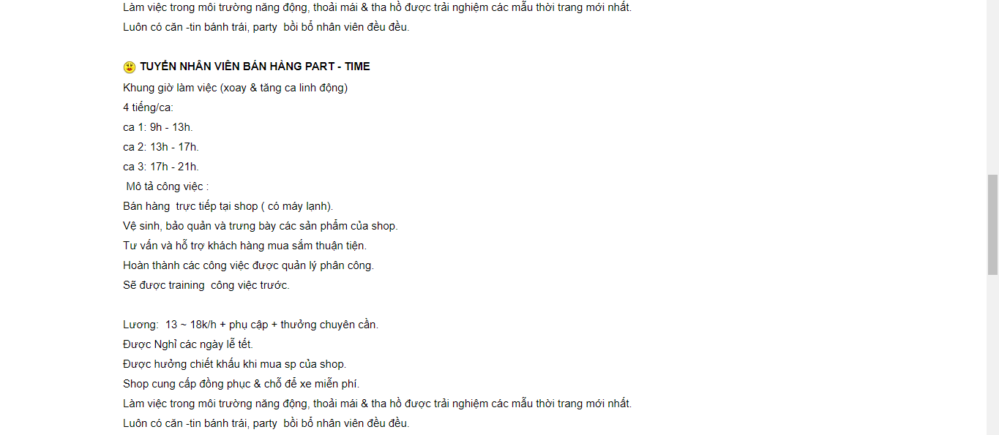 Làm việc trong môi trường năng động, thoải mái & tha hồ được trải nghiệm các mẫu thời trang mới nhất.
Luôn có căn -tin bánh trái, party  bồi bổ nhân viên đều đều.
TUYỂN NHÂN VIÊN BÁN HÀNG PART - TIME
Khung giờ làm việc (xoay & tăng ca linh động)
4 tiếng/ca:
ca 1: 9h - 13h.
ca 2: 13h - 17h.
ca 3: 17h - 21h.
Mô tả công việc :
Bán hàng  trực tiếp tại shop ( có máy lạnh).
Vệ sinh, bảo quản và trưng bày các sản phẩm của shop.
Tư vấn và hỗ trợ khách hàng mua sắm thuận tiện.
Hoàn thành các công việc được quản lý phân công.
Sẽ được training  công việc trước.
Lương:  13 ~ 18k/h + phụ cập + thưởng chuyên cần.
Được Nghỉ các ngày lễ tết.
Được hưởng chiết khấu khi mua sp của shop.
Shop cung cấp đồng phục & chỗ để xe miễn phí.
Làm việc trong môi trường năng động, thoải mái & tha hồ được trải nghiệm các mẫu thời trang mới nhất.
Luôn có căn -tin bánh trái, party  bồi bổ nhân viên đều đều.